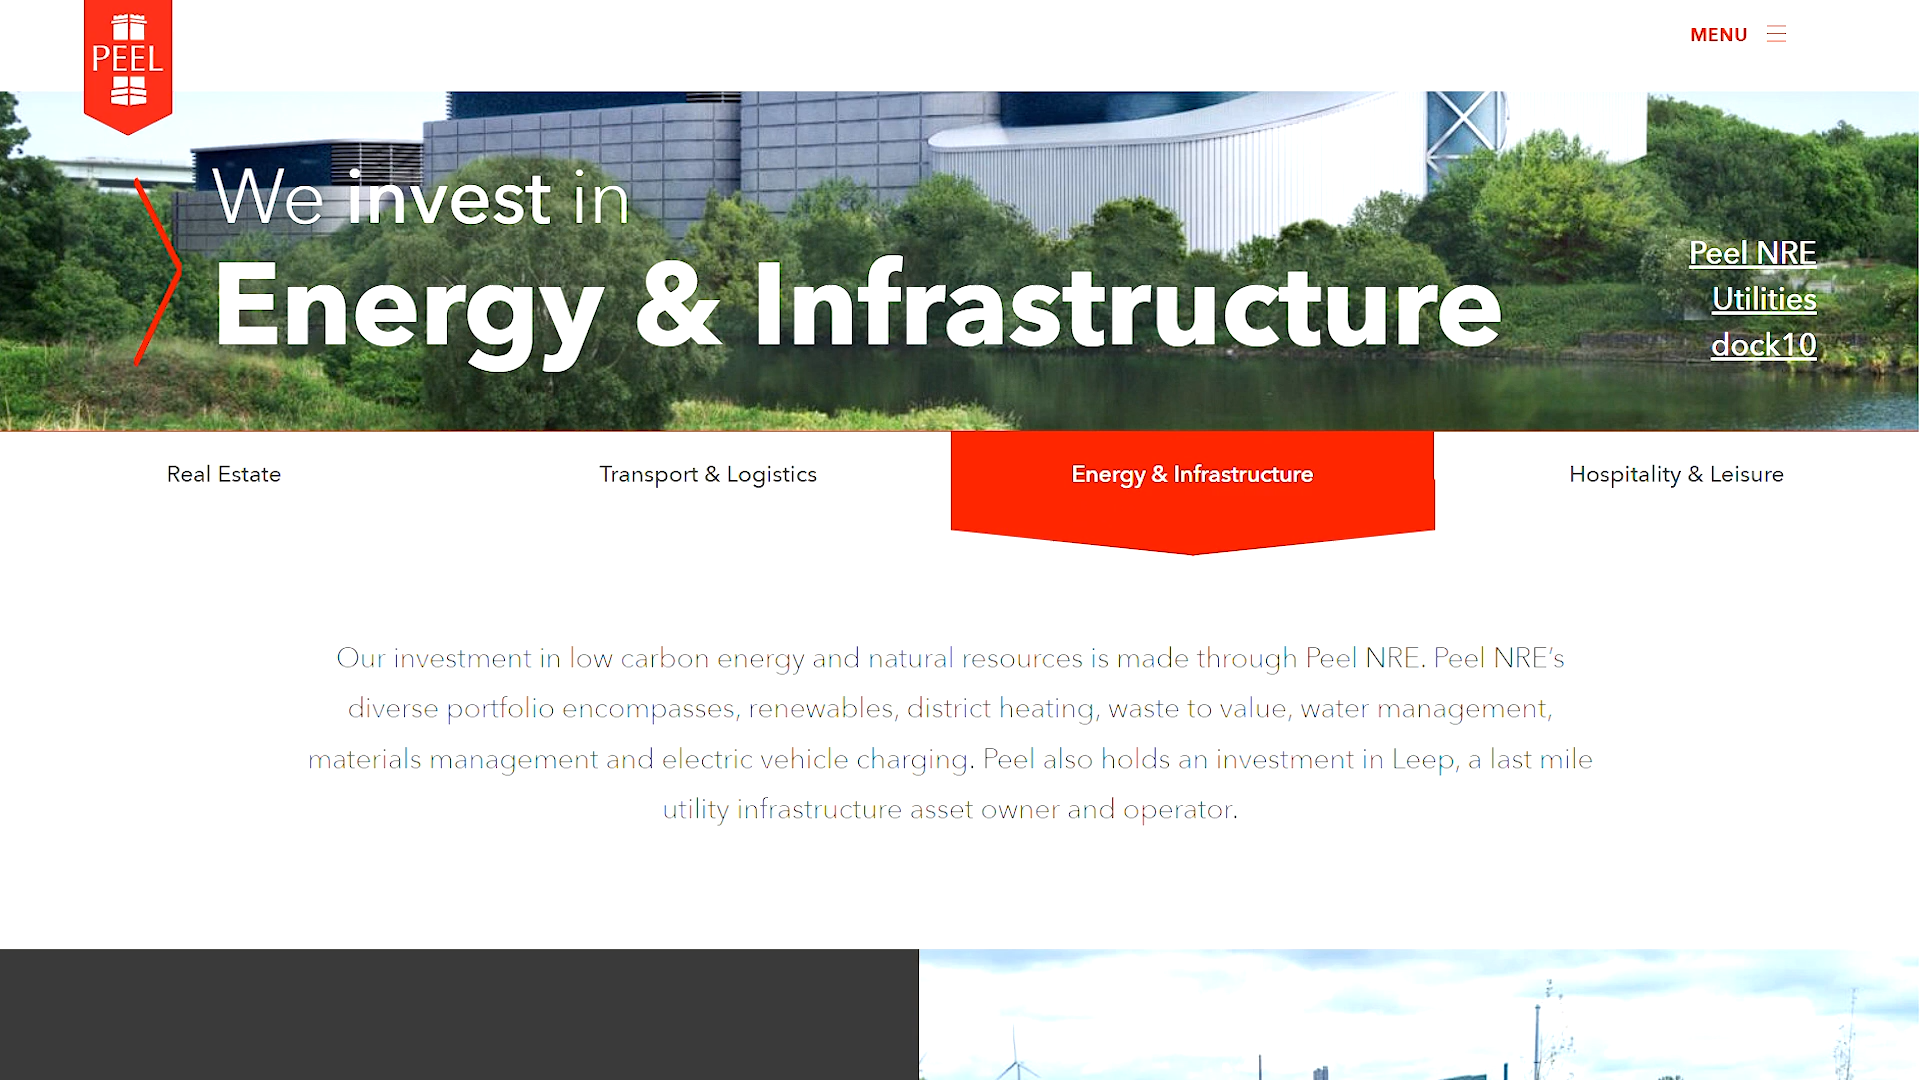 PEEL
MENU
We invest in
Energy & Infrastructure
Peel NRE
Utilities
dock10
Real Estate
Transport & Logistics
Energy & Infrastructure
Hospitality & Leisure
Our investment in low carbon energy and natural resources is made through Peel NRE. Peel NRE’s
diverse portfolio encompasses, renewables, district heating, waste to value, water management,
materials management and electric vehicle charging. Peel also holds an investment in Leep, a last mile
utility infrastructure asset owner and operator.